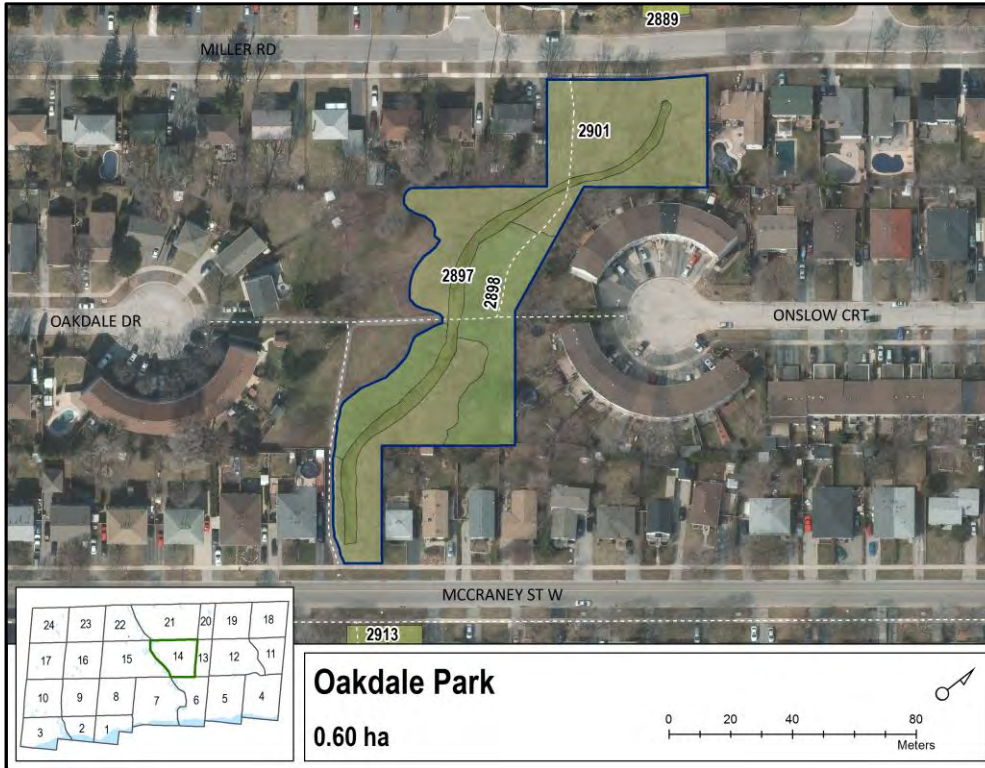 2889
MILLER RD
2901
2897
2898
OAKDALE DR
ONSLOW CRT
MCCRANEY ST W
2913
24 23 22 21 20 19 18
17 16 15 14 13 12 11
10 9 8 7 6 5 4
3 2 1
Oakdale Park
0.60 ha
0 20 40 80
Meters